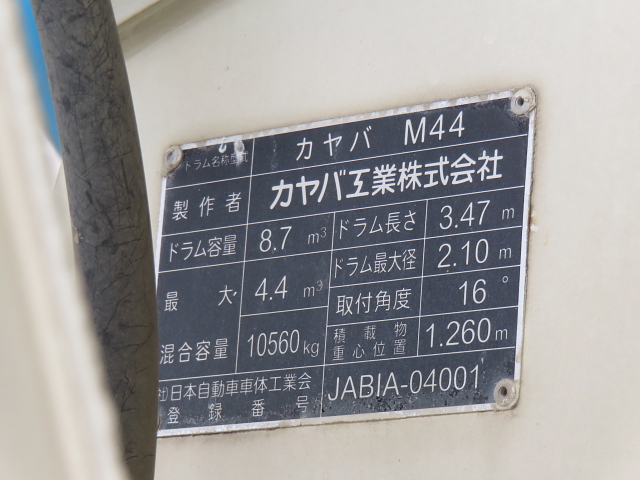 ドラム名称型式 カヤバ M44
製作者 カヤバ工業株式会社
ドラム容量 8.7 m³ ドラム長さ 3.47 m
最大 4.4 m³ ドラム最大径 2.10 m
取付角度 16°
混合容量 10560 kg 積載物 1.260 m
重心位置
社)日本自動車車体工業会 JABIA-04001
登録番号